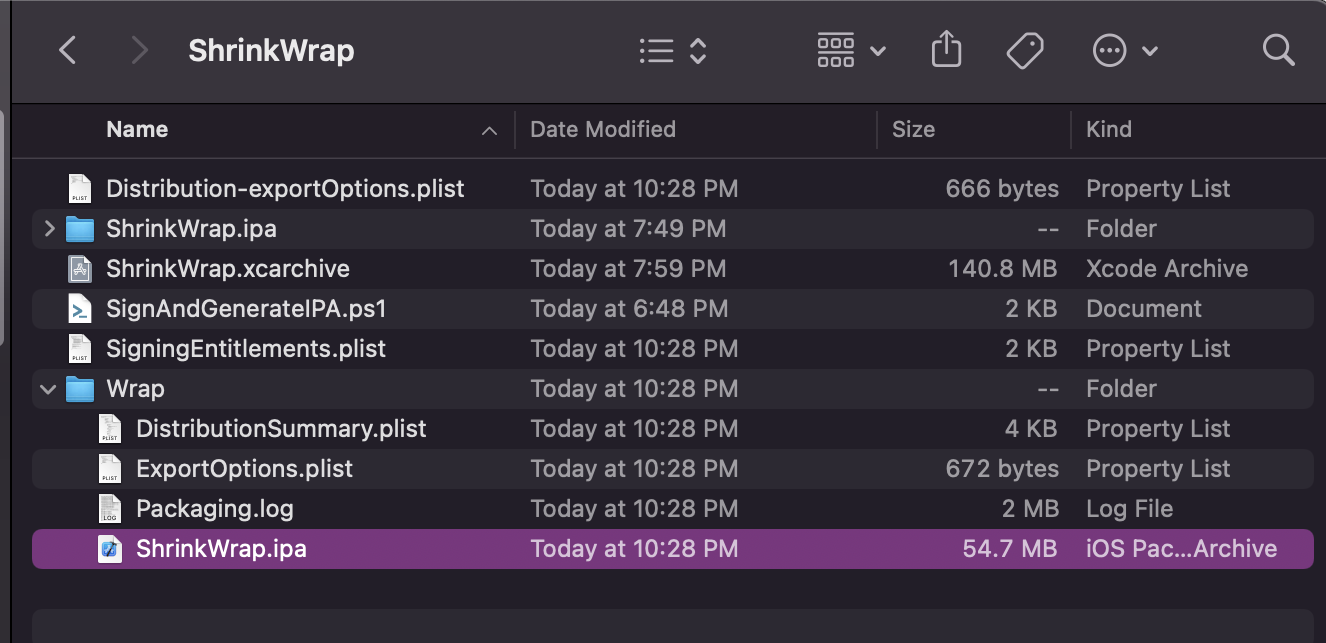 ShrinkWrap
Name Date Modified Size Kind
Distribution-exportOptions.plist Today at 10:28 PM 666 bytes Property List
ShrinkWrap.ipa Today at 7:49 PM -- Folder
ShrinkWrap.xcarchive Today at 7:59 PM 140.8 MB Xcode Archive
SignAndGenerateIPA.ps1 Today at 6:48 PM 2 KB Document
SigningEntitlements.plist Today at 10:28 PM 2 KB Property List
Wrap Today at 10:28 PM -- Folder
DistributionSummary.plist Today at 10:28 PM 4 KB Property List
ExportOptions.plist Today at 10:28 PM 672 bytes Property List
Packaging.log Today at 10:28 PM 2 MB Log File
ShrinkWrap.ipa Today at 10:28 PM 54.7 MB iOS Pac...Archive